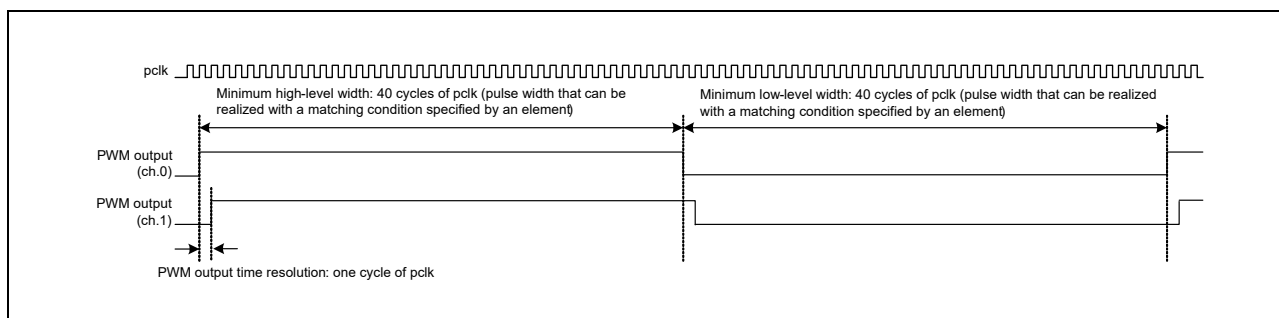 pclk
Minimum high-level width: 40 cycles of pclk (pulse width that can be
realized with a matching condition specified by an element)
Minimum low-level width: 40 cycles of pclk (pulse width that can be realized
with a matching condition specified by an element)
PWM output
(ch.0)
PWM output
(ch.1)
PWM output time resolution: one cycle of pclk